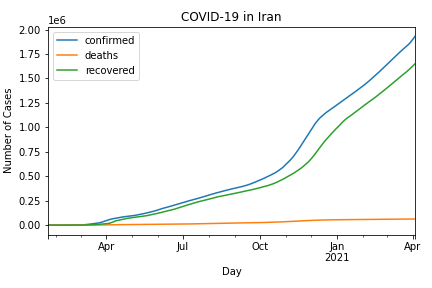 COVID-19 in Iran
1e6
2.00
1.75
1.50
1.25
1.00
0.75
0.50
0.25
0.00
Number of Cases
confirmed
deaths
recovered
Apr Jul Oct Jan Apr
2021
Day